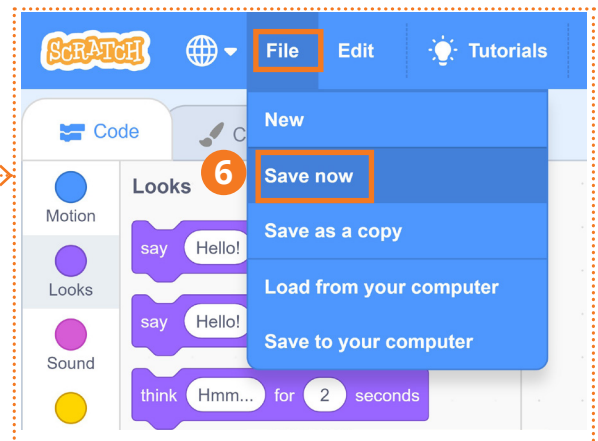 SCRATCH File Edit Tutorials
Code C
New
6 Save now
Save as a copy
Load from your computer
Save to your computer
Motion
Looks
Sound
Looks
say Hello!
say Hello!
think Hmm... for 2 seconds